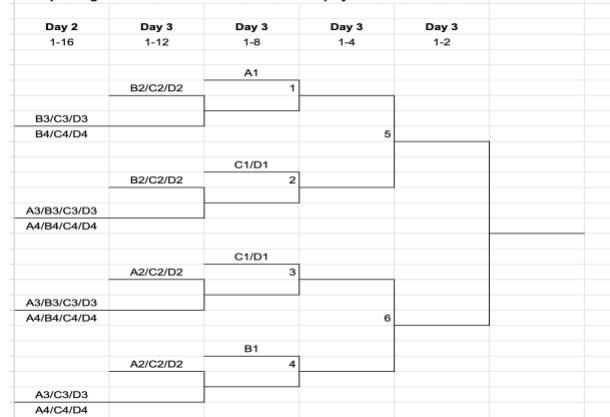 Day 2 Day 3 Day 3 Day 3 Day 3
1-16 1-12 1-8 1-4 1-2
A1
B2/C2/D2 1
B3/C3/D3
B4/C4/D4 5
C1/D1
B2/C2/D2 2
A3/B3/C3/D3
A4/B4/C4/D4
C1/D1
A2/C2/D2 3
A3/B3/C3/D3
A4/B4/C4/D4 6
B1
A2/C2/D2 4
A3/C3/D3
A4/C4/D4